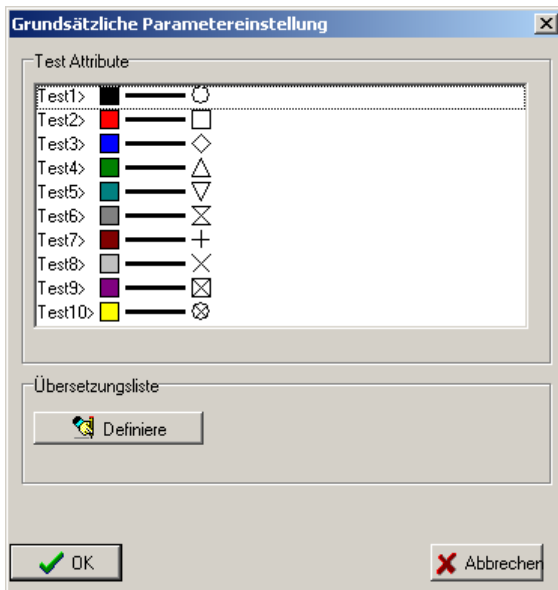 Grundsätzliche Parametereinstellung
Test Attribute
Test1>
Test2>
Test3>
Test4>
Test5>
Test6>
Test7>
Test8>
Test9>
Test10>
Übersetzungsliste
Definiere
OK
Abbrechen